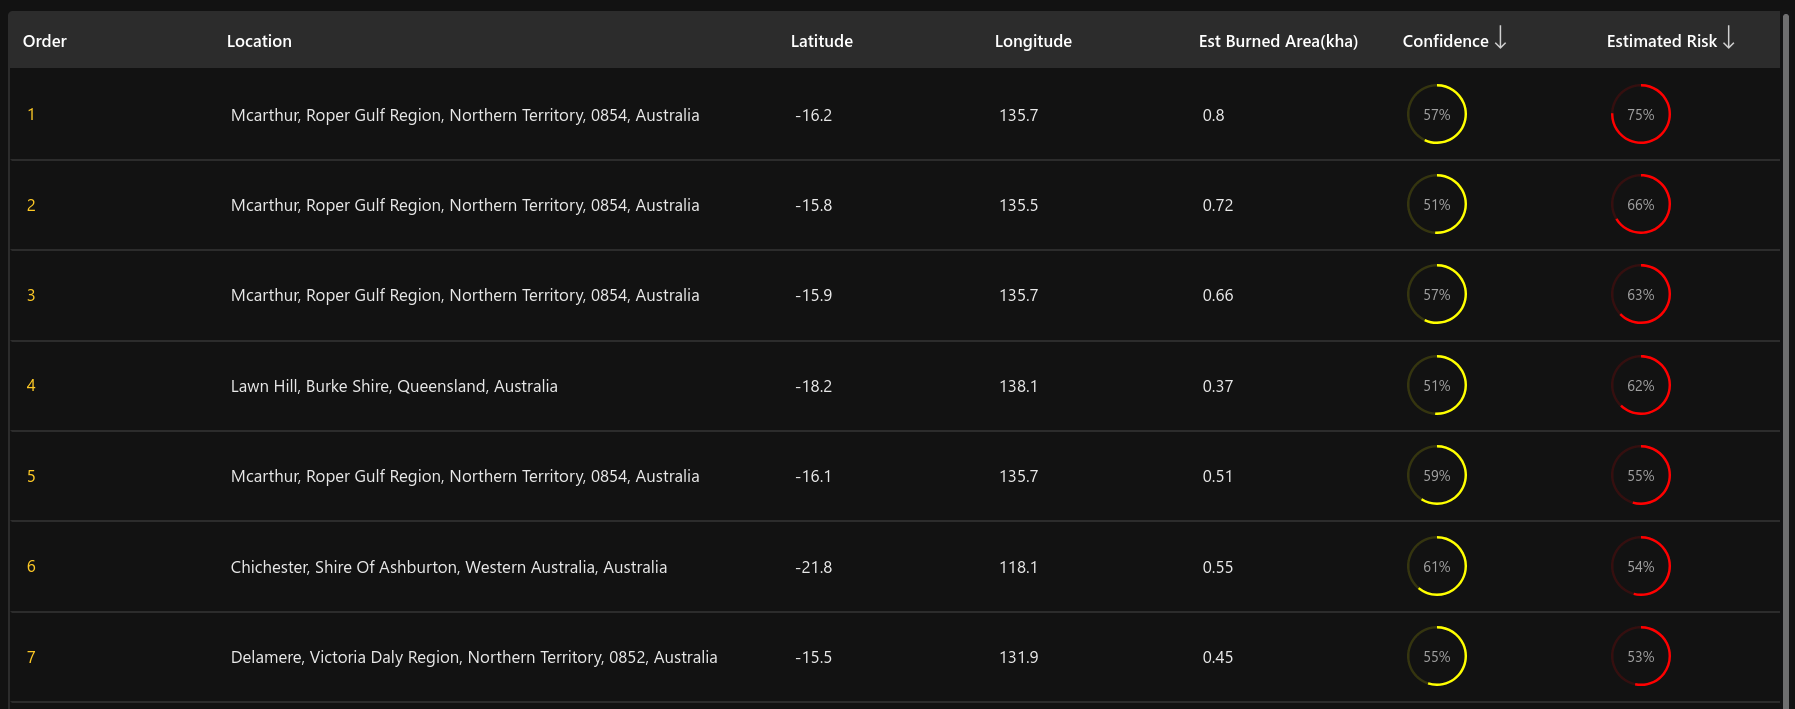 Order Location Latitude Longitude Est Burned Area(kha) Confidence ↓ Estimated Risk ↓
1 Mcarthur, Roper Gulf Region, Northern Territory, 0854, Australia -16.2 135.7 0.8 57% 75%
2 Mcarthur, Roper Gulf Region, Northern Territory, 0854, Australia -15.8 135.5 0.72 51% 66%
3 Mcarthur, Roper Gulf Region, Northern Territory, 0854, Australia -15.9 135.7 0.66 57% 63%
4 Lawn Hill, Burke Shire, Queensland, Australia -18.2 138.1 0.37 51% 62%
5 Mcarthur, Roper Gulf Region, Northern Territory, 0854, Australia -16.1 135.7 0.51 59% 55%
6 Chichester, Shire Of Ashburton, Western Australia, Australia -21.8 118.1 0.55 61% 54%
7 Delamere, Victoria Daly Region, Northern Territory, 0852, Australia -15.5 131.9 0.45 55% 53%